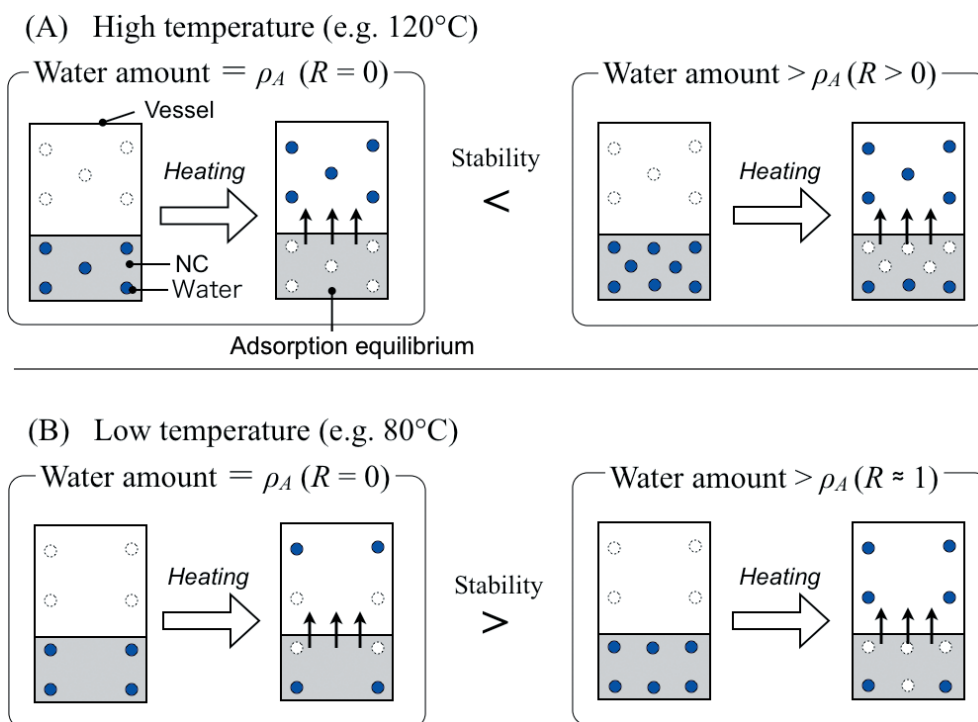 (A) High temperature (e.g. 120°C)
Water amount = ρA (R = 0)
Water amount > ρA (R > 0)
Vessel
Heating
Stability
<
Heating
NC
Water
Adsorption equilibrium
(B) Low temperature (e.g. 80°C)
Water amount = ρA (R = 0)
Water amount > ρA (R ≈ 1)
Heating
Stability
>
Heating